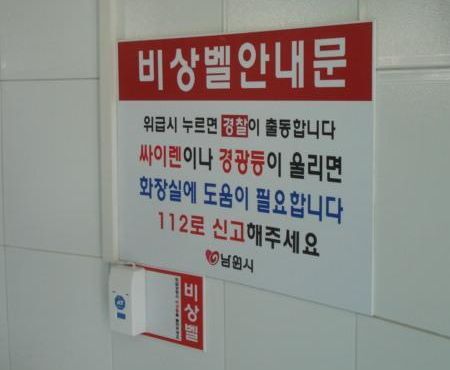 비상벨안내문
위급시 누르면 경찰이 출동합니다
싸이렌이나 경광등이 울리면
화장실에 도움이 필요합니다
112로 신고해주세요
남원시
비상벨